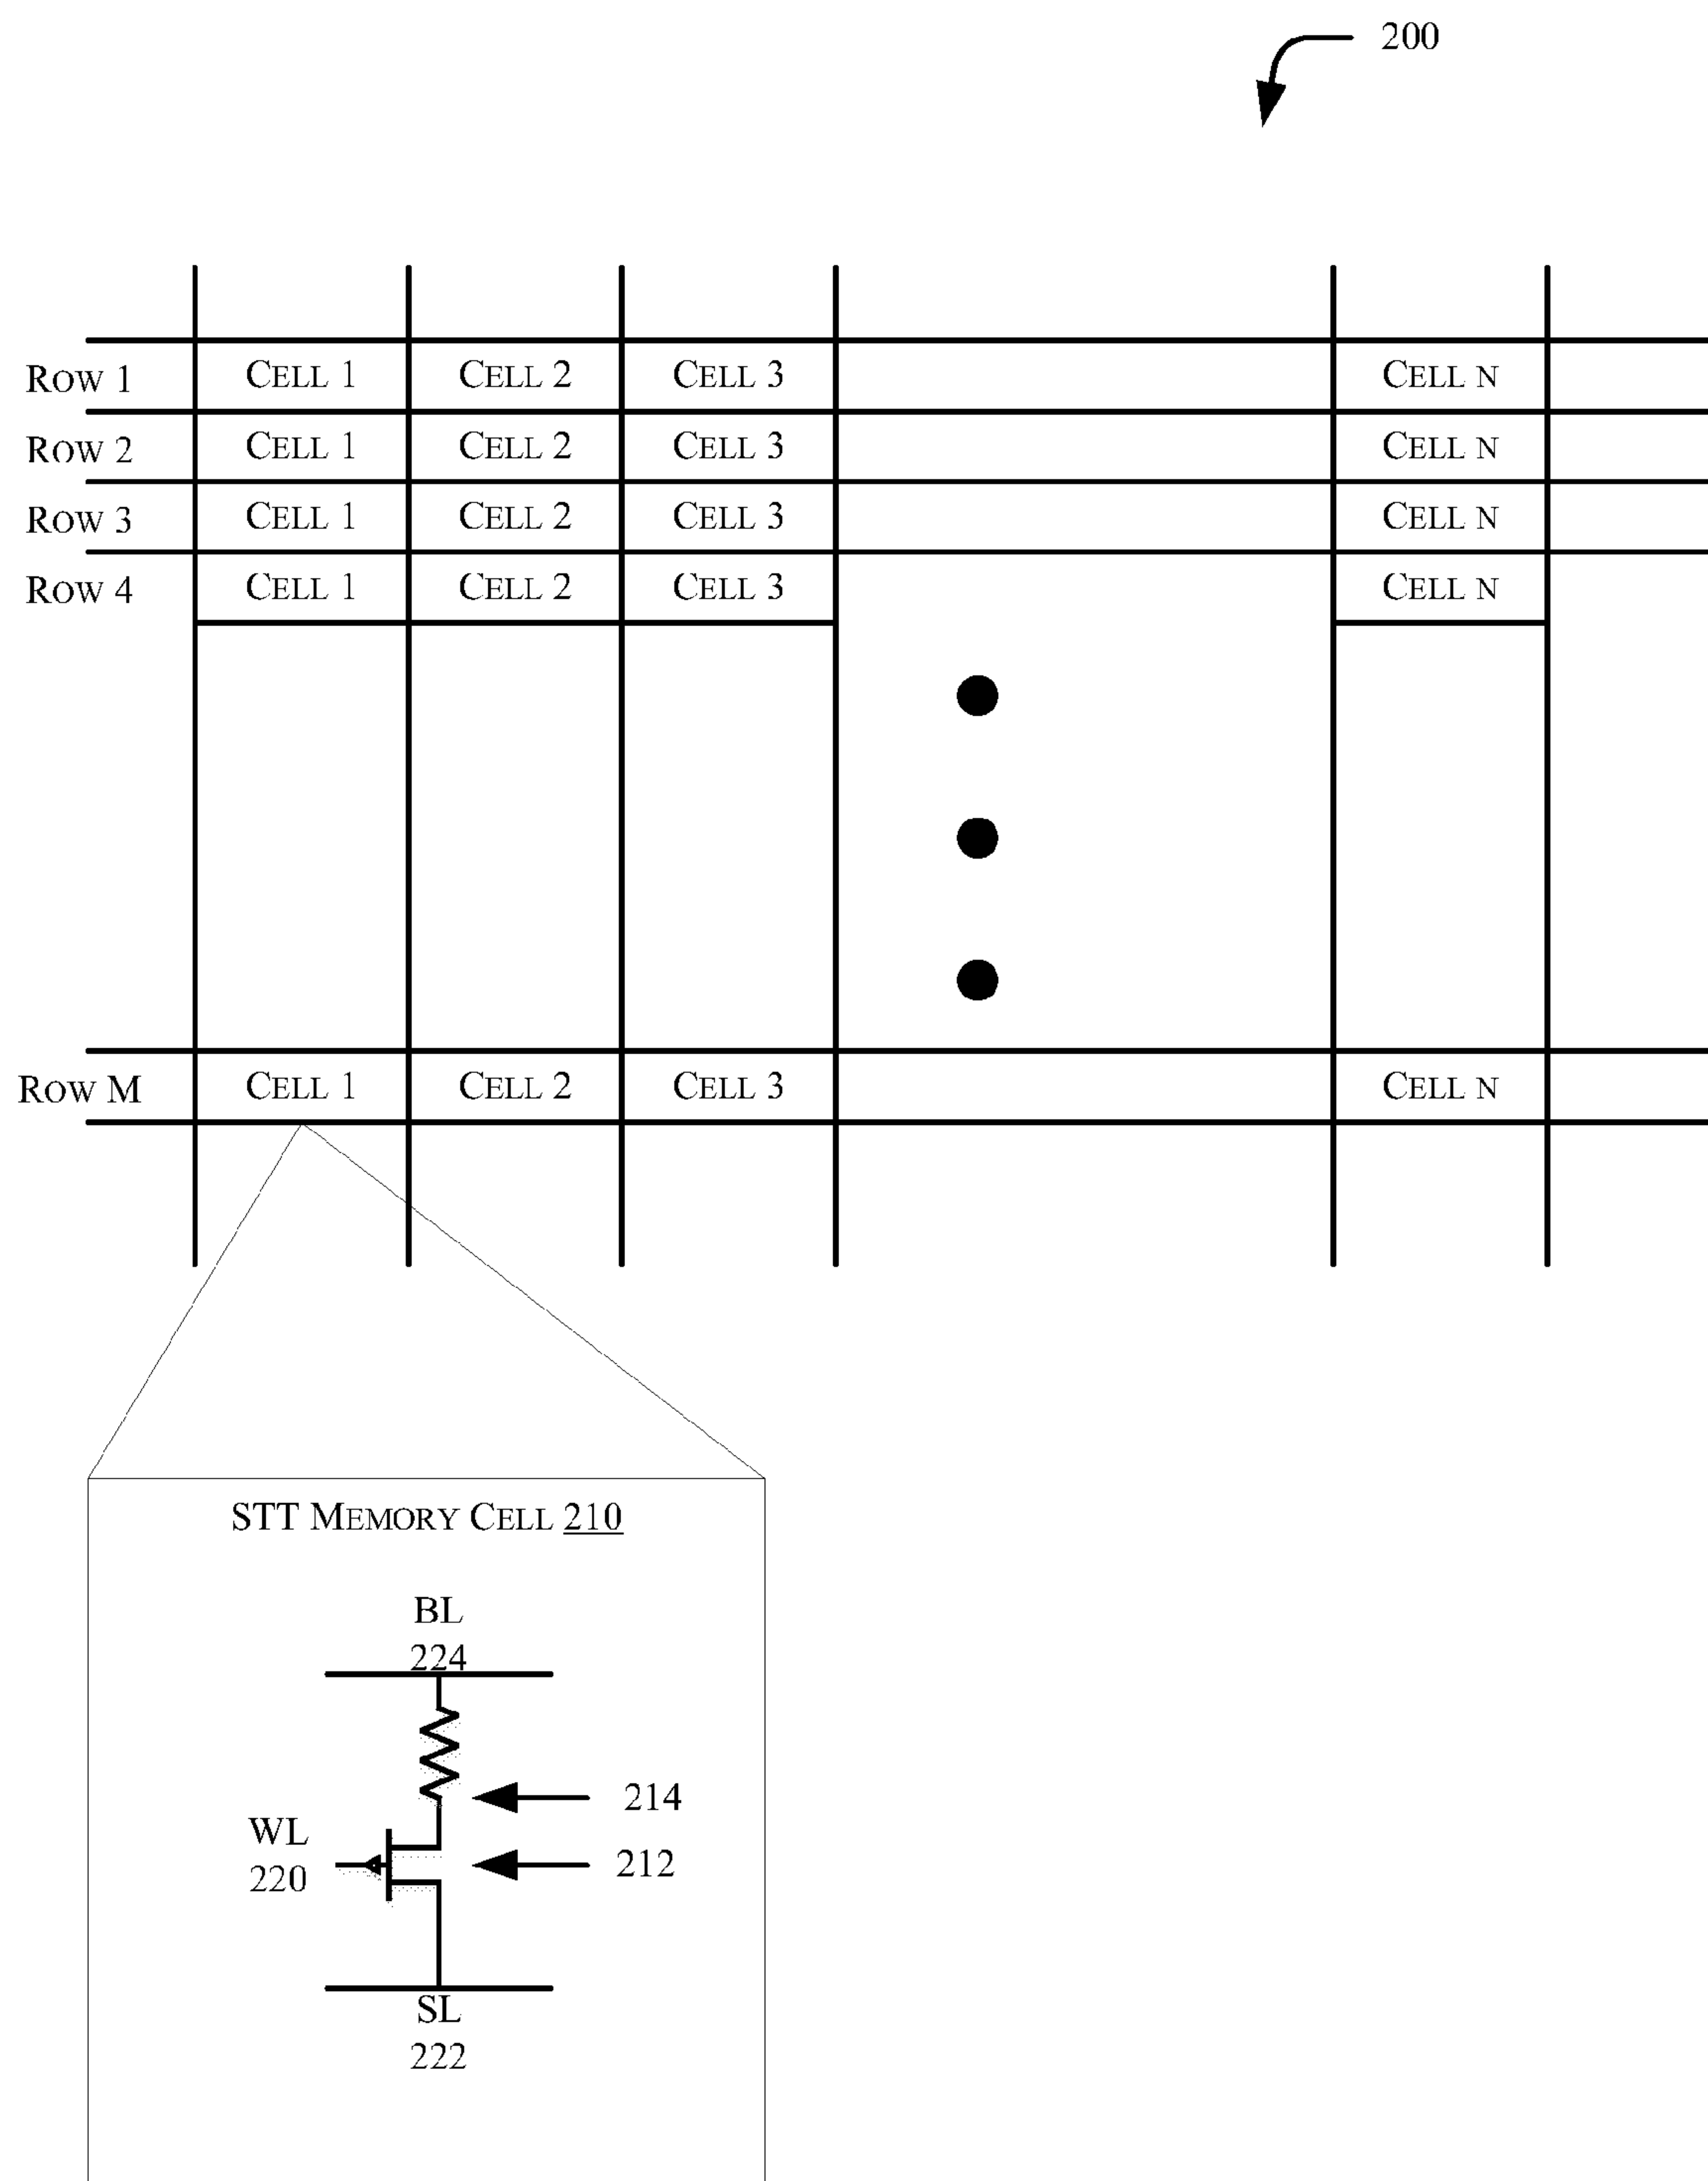 200
ROW 1 CELL 1 CELL 2 CELL 3 CELL N
ROW 2 CELL 1 CELL 2 CELL 3 CELL N
ROW 3 CELL 1 CELL 2 CELL 3 CELL N
ROW 4 CELL 1 CELL 2 CELL 3 CELL N
ROW M CELL 1 CELL 2 CELL 3 CELL N
STT MEMORY CELL 210
BL
224
214
WL
212
220
SL
222